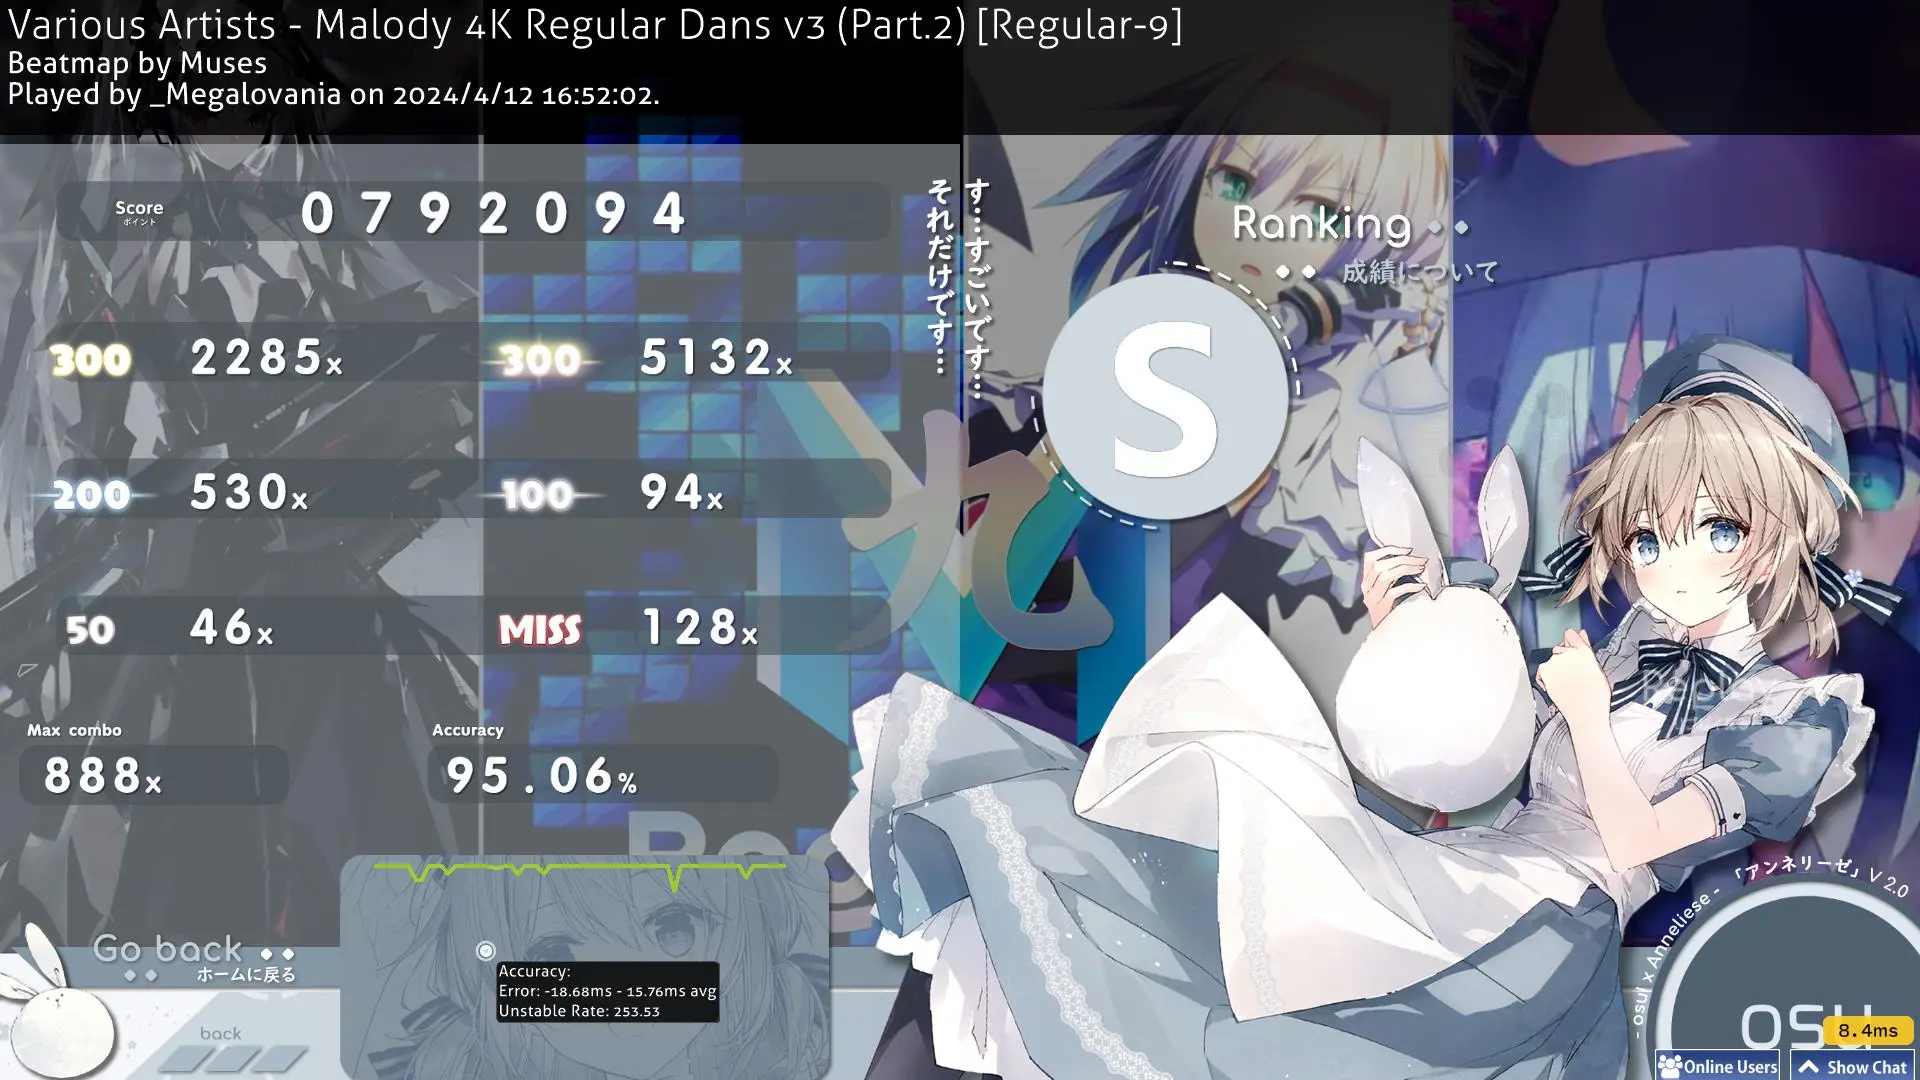 Various Artists - Malody 4K Regular Dans v3 (Part.2) [Regular-9]
Beatmap by Muses
Played by _Megalovania on 2024/4/12 16:52:02.
Score
ポイント
0792094
す…すごいです…
それだけです…
Ranking
成績について
S
300 2285x
300 5132x
200 530x
100 94x
50 46x
MISS 128x
九
Max combo
888x
Accuracy
95.06%
Accuracy:
Error: -18.68ms - 15.76ms avg
Unstable Rate: 253.53
Go back
ホームに戻る
back
- osu! x Anneliese - 「アンネリーゼ」 V 2.0
osu
8.4ms
Online Users
Show Chat